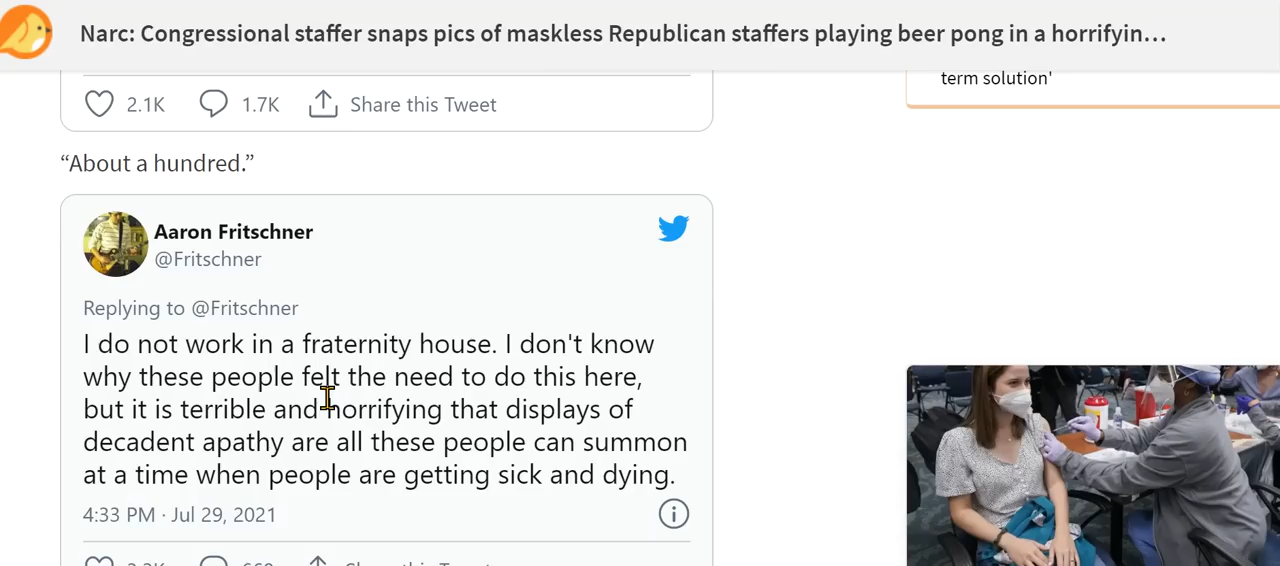 Narc: Congressional staffer snaps pics of maskless Republican staffers playing beer pong in a horrifyin…
term solution'
2.1K 1.7K Share this Tweet
“About a hundred.”
Aaron Fritschner
@Fritschner
Replying to @Fritschner
I do not work in a fraternity house. I don't know
why these people felt the need to do this here,
but it is terrible and horrifying that displays of
decadent apathy are all these people can summon
at a time when people are getting sick and dying.
4:33 PM · Jul 29, 2021
Share this Tweet